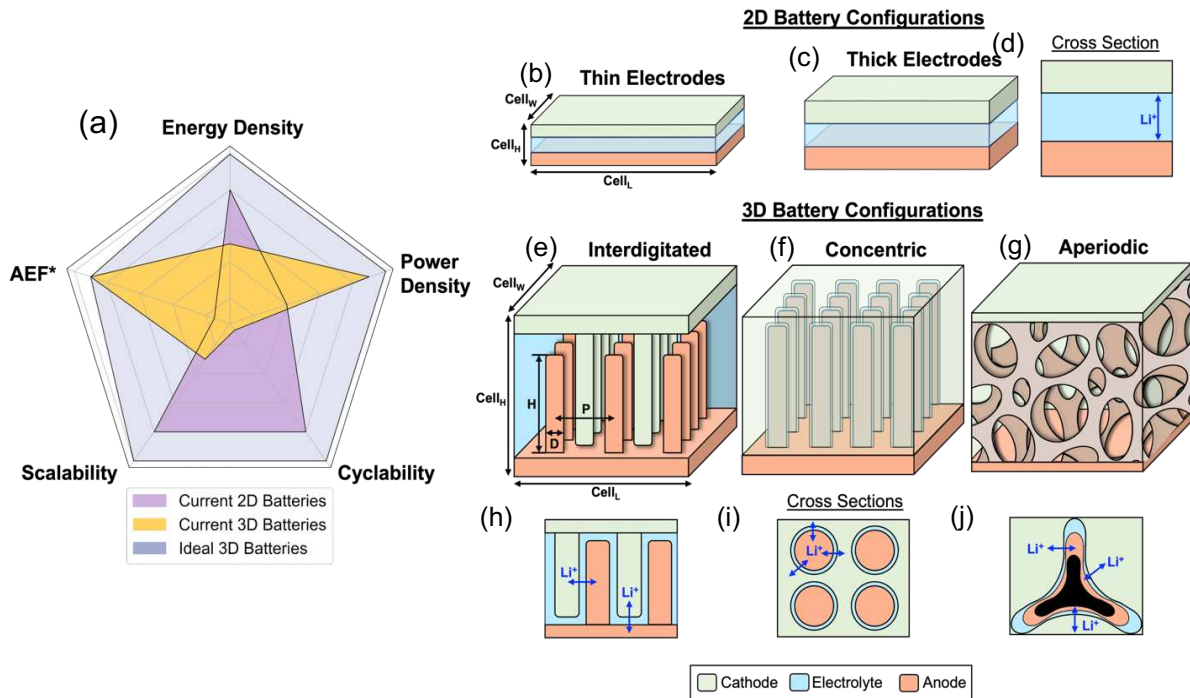 (a)
Energy Density
Power
Density
Cyclability
Scalability
AEF*
Current 2D Batteries
Current 3D Batteries
Ideal 3D Batteries
2D Battery Configurations
(b)
Thin Electrodes
Cell_W
Cell_H
Cell_L
(c)
Thick Electrodes
(d)
Cross Section
Li⁺
3D Battery Configurations
(e)
Interdigitated
Cell_W
Cell_H
H
P
D
Cell_L
(f)
Concentric
(g)
Aperiodic
Cross Sections
(h)
Li⁺
Li⁺
(i)
Li⁺
(j)
Li⁺
Li⁺
Li⁺
Cathode
Electrolyte
Anode